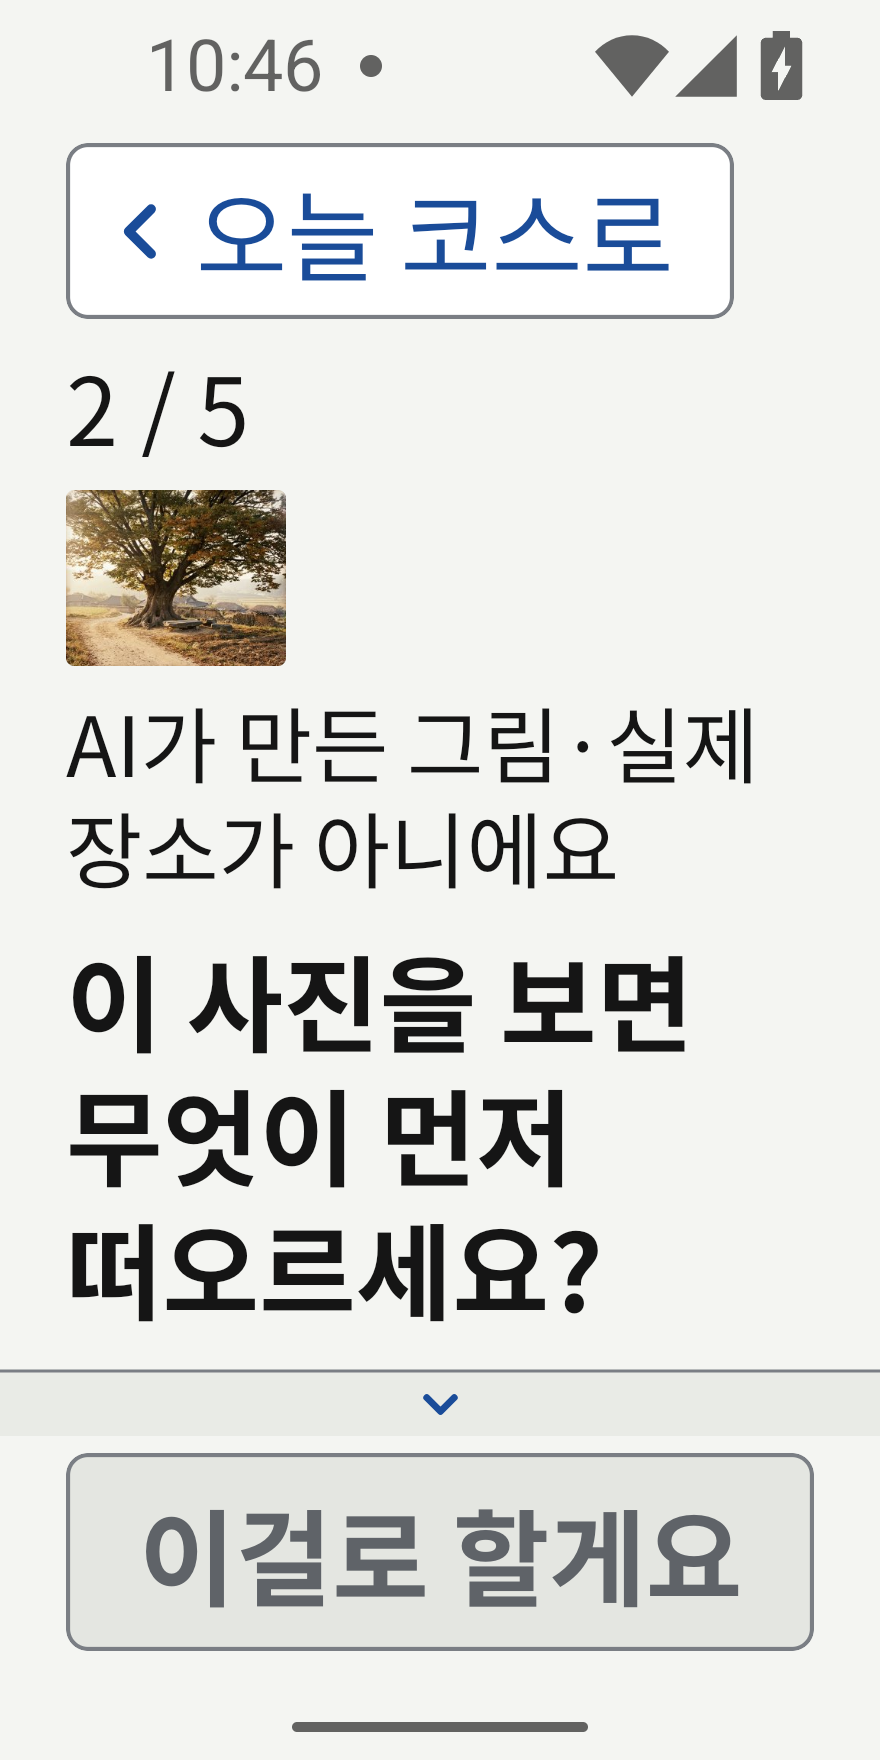 10:46
오늘 코스로
2 / 5
AI가 만든 그림·실제
장소가 아니에요
이 사진을 보면
무엇이 먼저
떠오르세요?
이걸로 할게요